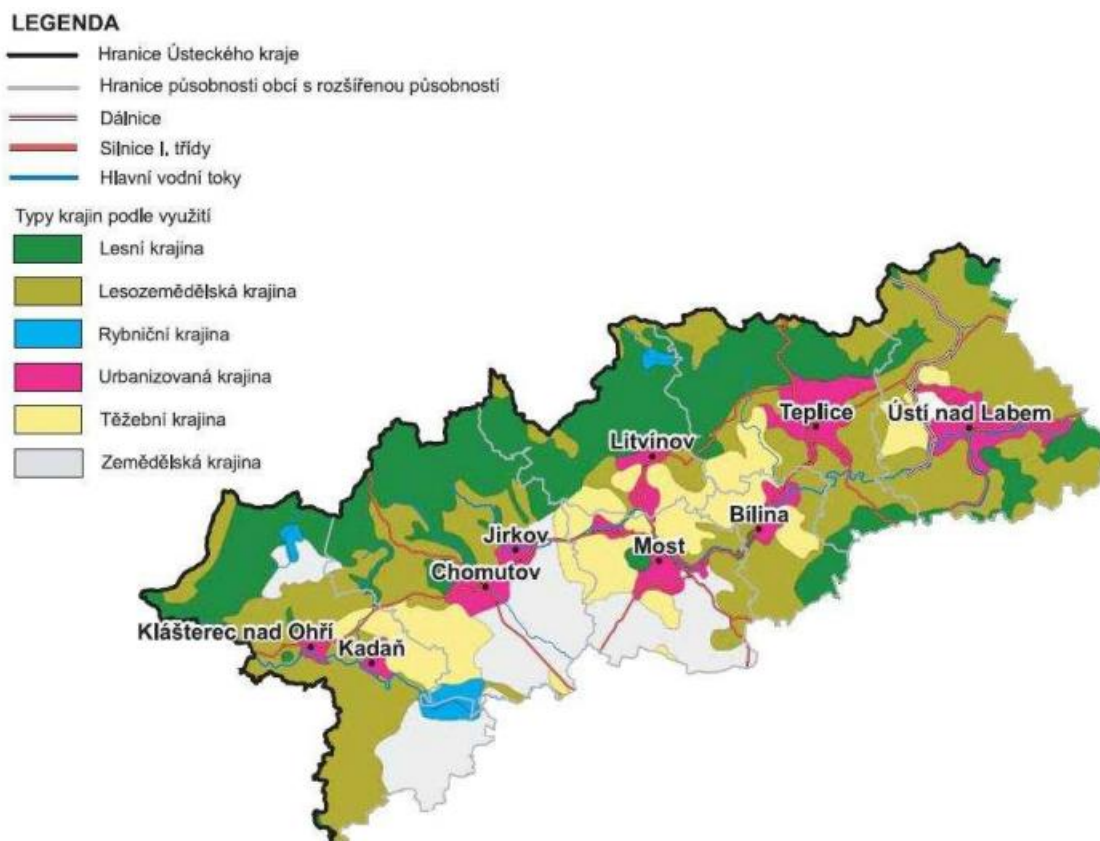 LEGENDA
Hranice Ústeckého kraje
Hranice působnosti obcí s rozšířenou působností
Dálnice
Silnice I. třídy
Hlavní vodní toky
Typy krajin podle využití
Lesní krajina
Lesozemědělská krajina
Rybniční krajina
Urbanizovaná krajina
Těžební krajina
Zemědělská krajina
Teplice
Ústí nad Labem
Litvínov
Bílina
Jirkov
Most
Chomutov
Klášterec nad Ohří
Kadaň